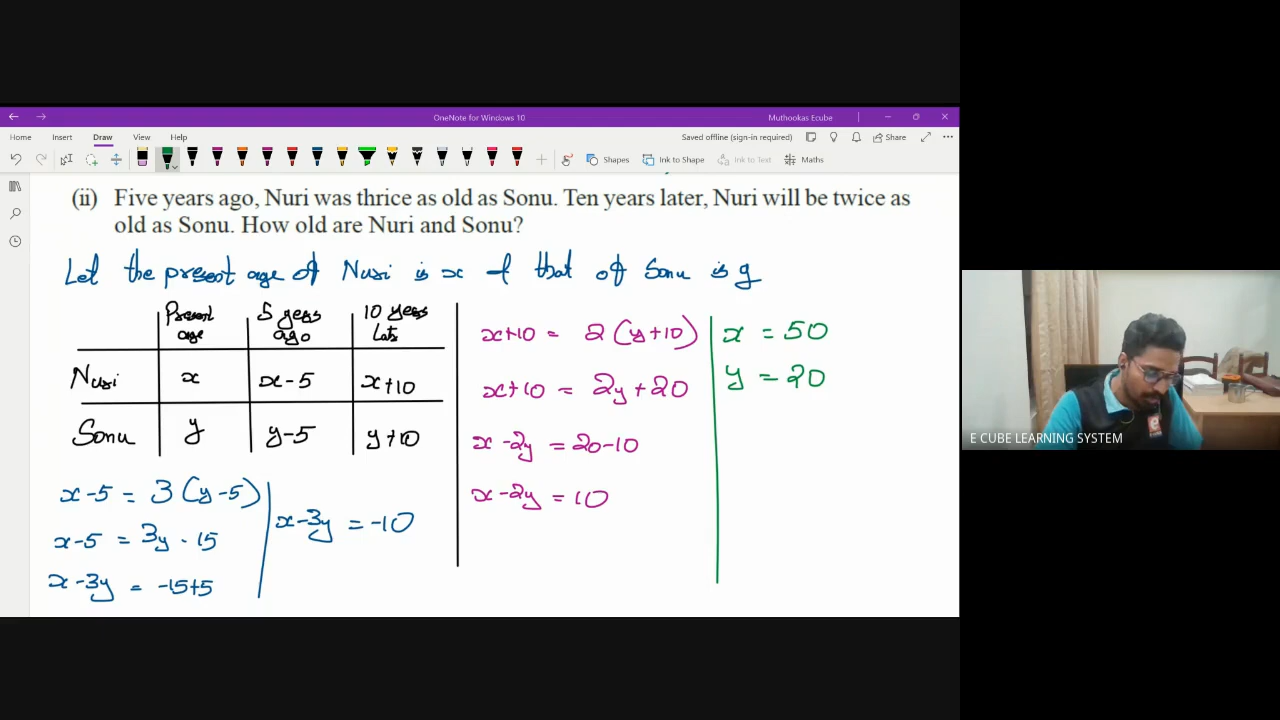 OneNote for Windows 10
Muthookas Ecube
Home Insert Draw View Help
Saved offline (sign-in required)
Share
Shapes
Ink to Shape
Ink to Text
Maths
(ii) Five years ago, Nuri was thrice as old as Sonu. Ten years later, Nuri will be twice as
old as Sonu. How old are Nuri and Sonu?
Let the present age of Nuri is x & that of Sonu is y
Present age | 5 years ago | 10 years Late
Nuri | x | x-5 | x+10
Sonu | y | y-5 | y+10
x-5 = 3(y-5)
x-5 = 3y - 15
x-3y = -15+5
x-3y = -10
x+10 = 2(y+10)
x+10 = 2y+20
x-2y = 20-10
x-2y = 10
x = 50
y = 20
E CUBE LEARNING SYSTEM